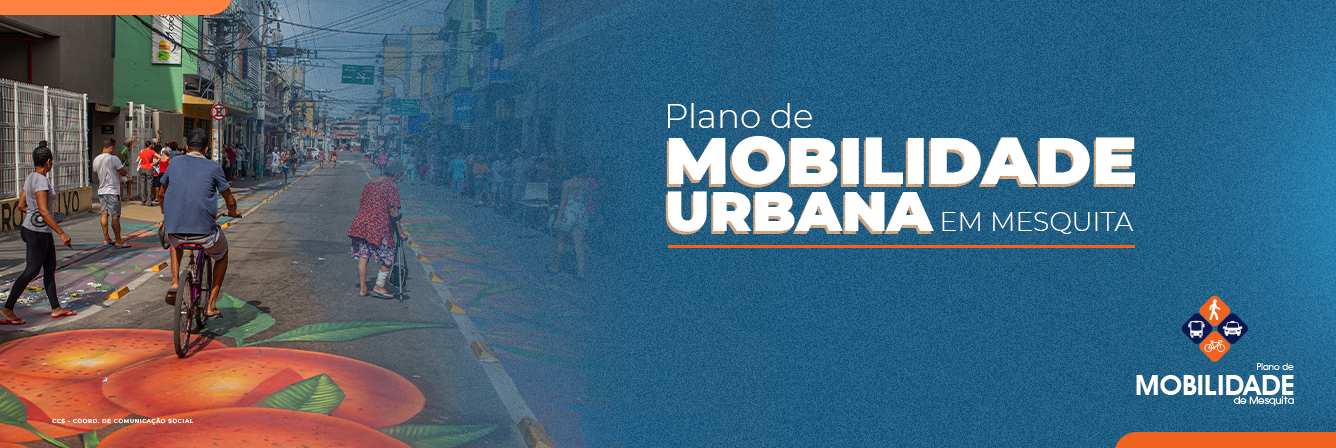 Plano de
MOBILIDADE
URBANA EM MESQUITA
Plano de
MOBILIDADE
de Mesquita
CCS - COORD. DE COMUNICAÇÃO SOCIAL